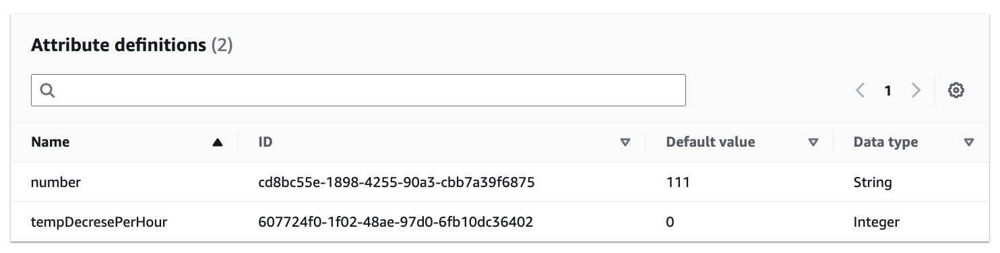 Attribute definitions (2)
1
Name ID Default value Data type
number cd8bc55e-1898-4255-90a3-cbb7a39f6875 111 String
tempDecresePerHour 607724f0-1f02-48ae-97d0-6fb10dc36402 0 Integer